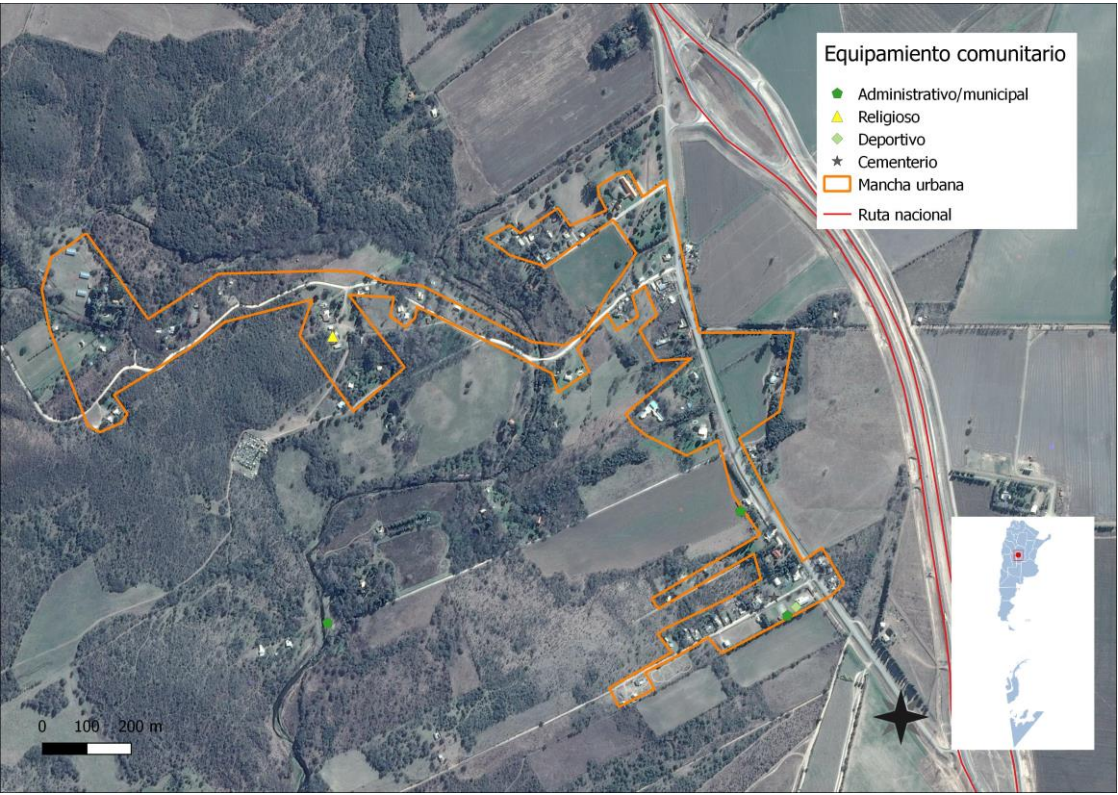 Equipamiento comunitario
Administrativo/municipal
Religioso
Deportivo
Cementerio
Mancha urbana
Ruta nacional
0 100 200 m